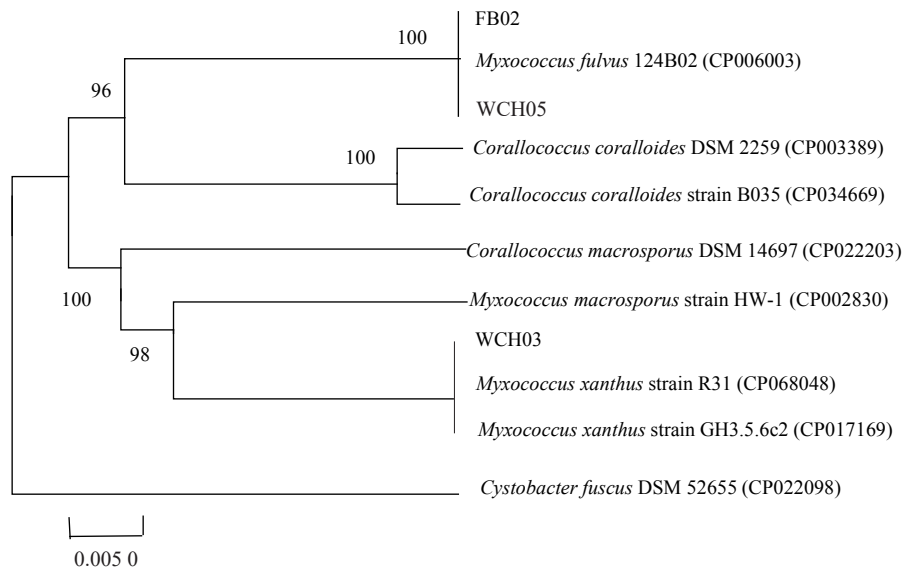 FB02
100
Myxococcus fulvus 124B02 (CP006003)
96
WCH05
Corallococcus coralloides DSM 2259 (CP003389)
100
Corallococcus coralloides strain B035 (CP034669)
Corallococcus macrosporus DSM 14697 (CP022203)
100
Myxococcus macrosporus strain HW-1 (CP002830)
WCH03
98
Myxococcus xanthus strain R31 (CP068048)
Myxococcus xanthus strain GH3.5.6c2 (CP017169)
Cystobacter fuscus DSM 52655 (CP022098)
0.005 0